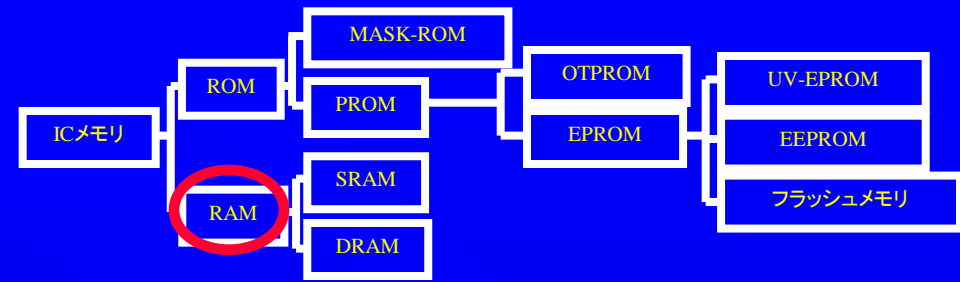 ICメモリ
ROM
RAM
MASK-ROM
PROM
SRAM
DRAM
OTPROM
EPROM
UV-EPROM
EEPROM
フラッシュメモリ